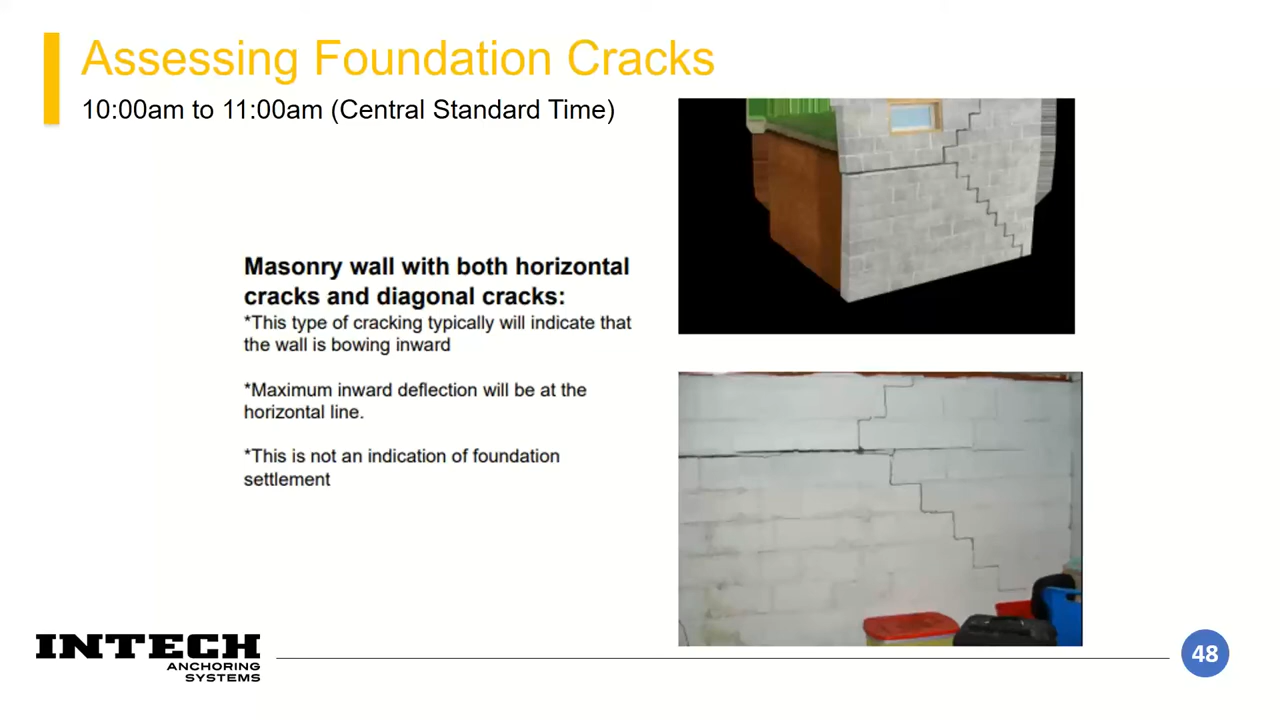 Assessing Foundation Cracks
10:00am to 11:00am (Central Standard Time)
Masonry wall with both horizontal
cracks and diagonal cracks:
*This type of cracking typically will indicate that
the wall is bowing inward
*Maximum inward deflection will be at the
horizontal line.
*This is not an indication of foundation
settlement
INTECH
ANCHORING
SYSTEMS
48